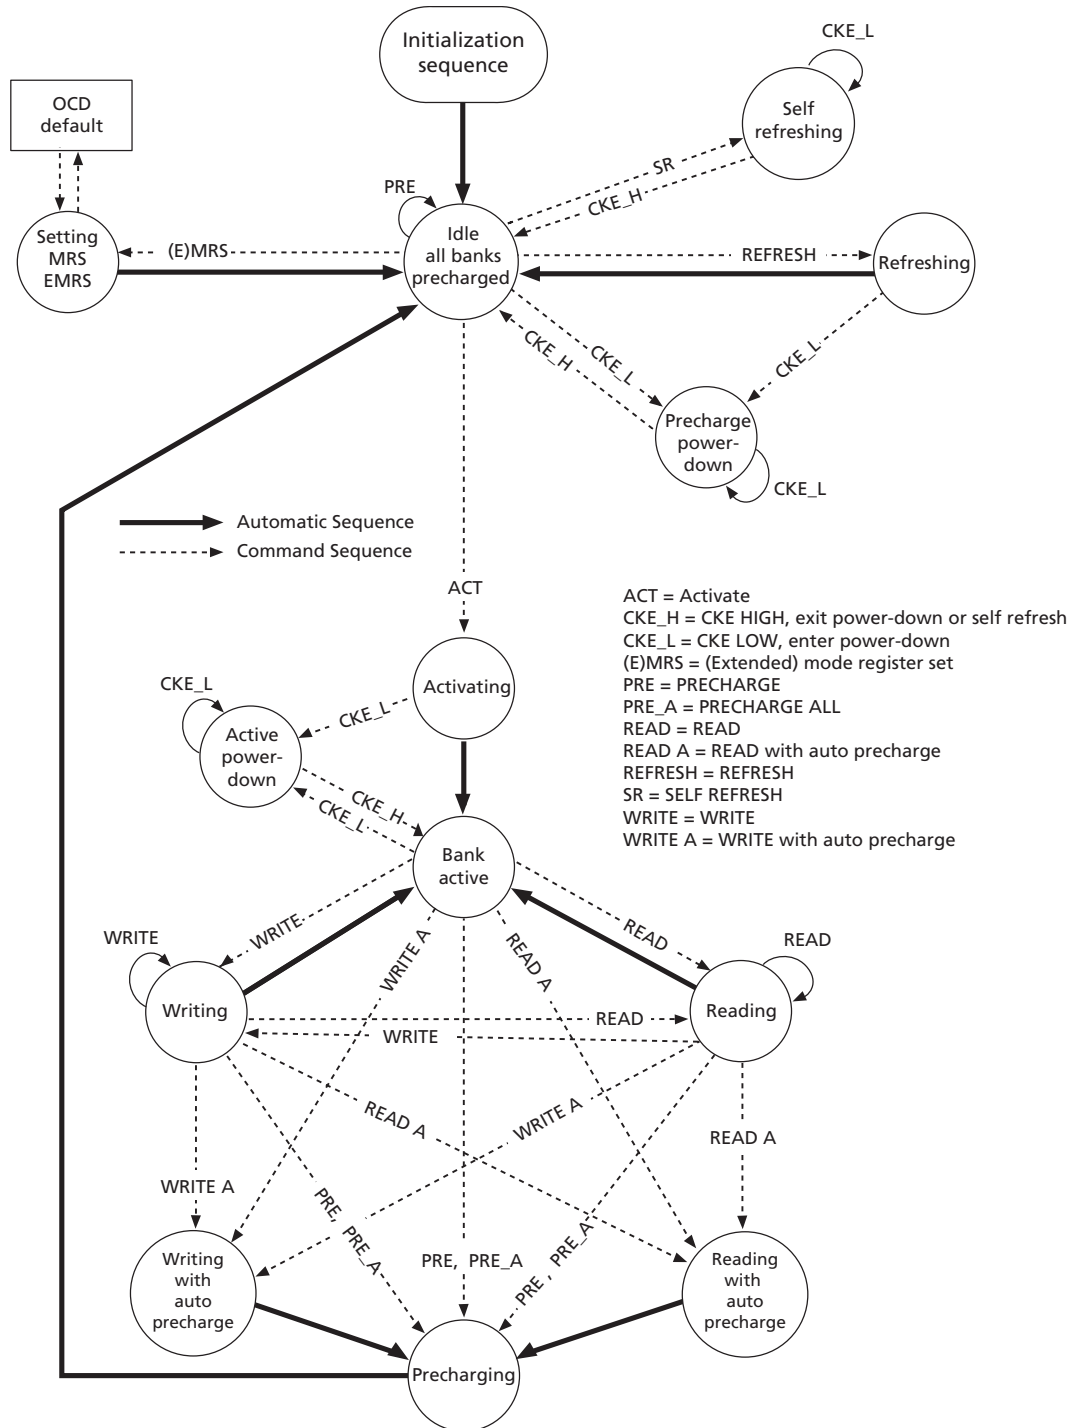 Initialization
sequence
CKE_L
OCD
default
Self
refreshing
SR
CKE_H
PRE
Setting
MRS
EMRS
(E)MRS
Idle
all banks
precharged
REFRESH
Refreshing
CKE_H
CKE_L
CKE_L
Precharge
power-
down
CKE_L
Automatic Sequence
Command Sequence
ACT
ACT = Activate
CKE_H = CKE HIGH, exit power-down or self refresh
CKE_L = CKE LOW, enter power-down
(E)MRS = (Extended) mode register set
PRE = PRECHARGE
PRE_A = PRECHARGE ALL
READ = READ
READ A = READ with auto precharge
REFRESH = REFRESH
SR = SELF REFRESH
WRITE = WRITE
WRITE A = WRITE with auto precharge
CKE_L
Activating
CKE_L
Active
power-
down
CKE_H
CKE_L
Bank
active
WRITE
WRITE
WRITE A
READ A
READ
READ
Writing
READ
WRITE
Reading
READ A
WRITE A
READ A
WRITE A
PRE, PRE_A
PRE, PRE_A
PRE , PRE_A
Writing
with
auto
precharge
Reading
with
auto
precharge
Precharging